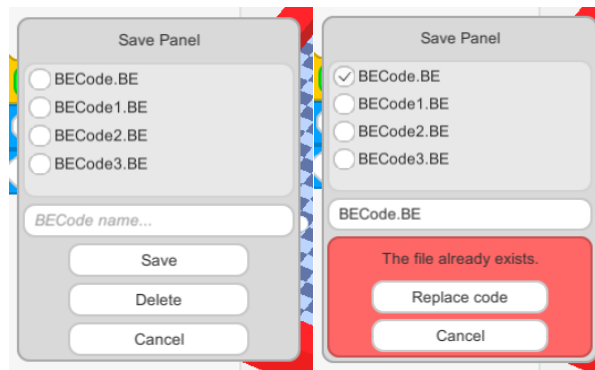 Save Panel
BECode.BE
BECode1.BE
BECode2.BE
BECode3.BE
BECode name...
Save
Delete
Cancel
Save Panel
BECode.BE
BECode1.BE
BECode2.BE
BECode3.BE
BECode.BE
The file already exists.
Replace code
Cancel